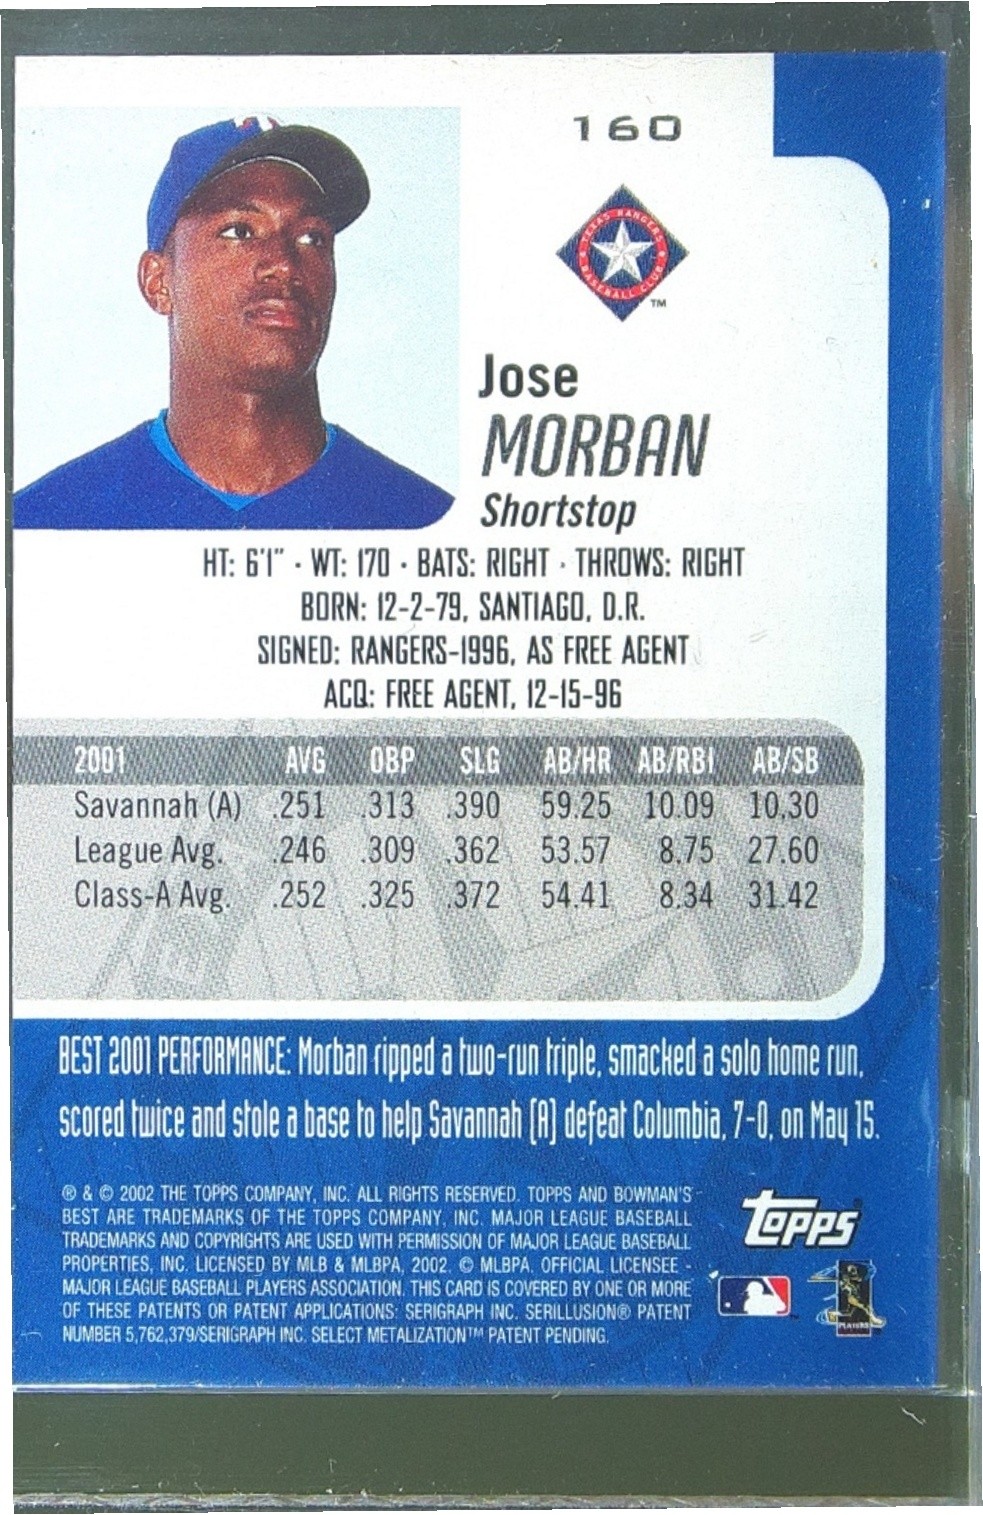 160
TEXAS RANGERS
BASEBALL CLUB
TM
Jose
MORBAN
Shortstop
HT: 6'1" · WT: 170 · BATS: RIGHT · THROWS: RIGHT
BORN: 12-2-79, SANTIAGO, D.R.
SIGNED: RANGERS-1996, AS FREE AGENT
ACQ: FREE AGENT, 12-15-96
2001 AVG OBP SLG AB/HR AB/RBI AB/SB
Savannah (A) .251 .313 .390 59.25 10.09 10.30
League Avg. .246 .309 .362 53.57 8.75 27.60
Class-A Avg. .252 .325 .372 54.41 8.34 31.42
BEST 2001 PERFORMANCE: Morban ripped a two-run triple, smacked a solo home run,
scored twice and stole a base to help Savannah (A) defeat Columbia, 7-0, on May 15.
® & © 2002 THE TOPPS COMPANY, INC. ALL RIGHTS RESERVED. TOPPS AND BOWMAN'S
BEST ARE TRADEMARKS OF THE TOPPS COMPANY, INC. MAJOR LEAGUE BASEBALL
TRADEMARKS AND COPYRIGHTS ARE USED WITH PERMISSION OF MAJOR LEAGUE BASEBALL
PROPERTIES, INC. LICENSED BY MLB & MLBPA, 2002. © MLBPA. OFFICIAL LICENSEE -
MAJOR LEAGUE BASEBALL PLAYERS ASSOCIATION. THIS CARD IS COVERED BY ONE OR MORE
OF THESE PATENTS OR PATENT APPLICATIONS: SERIGRAPH INC. SERILLUSION® PATENT
NUMBER 5,762,379/SERIGRAPH INC. SELECT METALIZATION™ PATENT PENDING.
Topps
PLAYERS